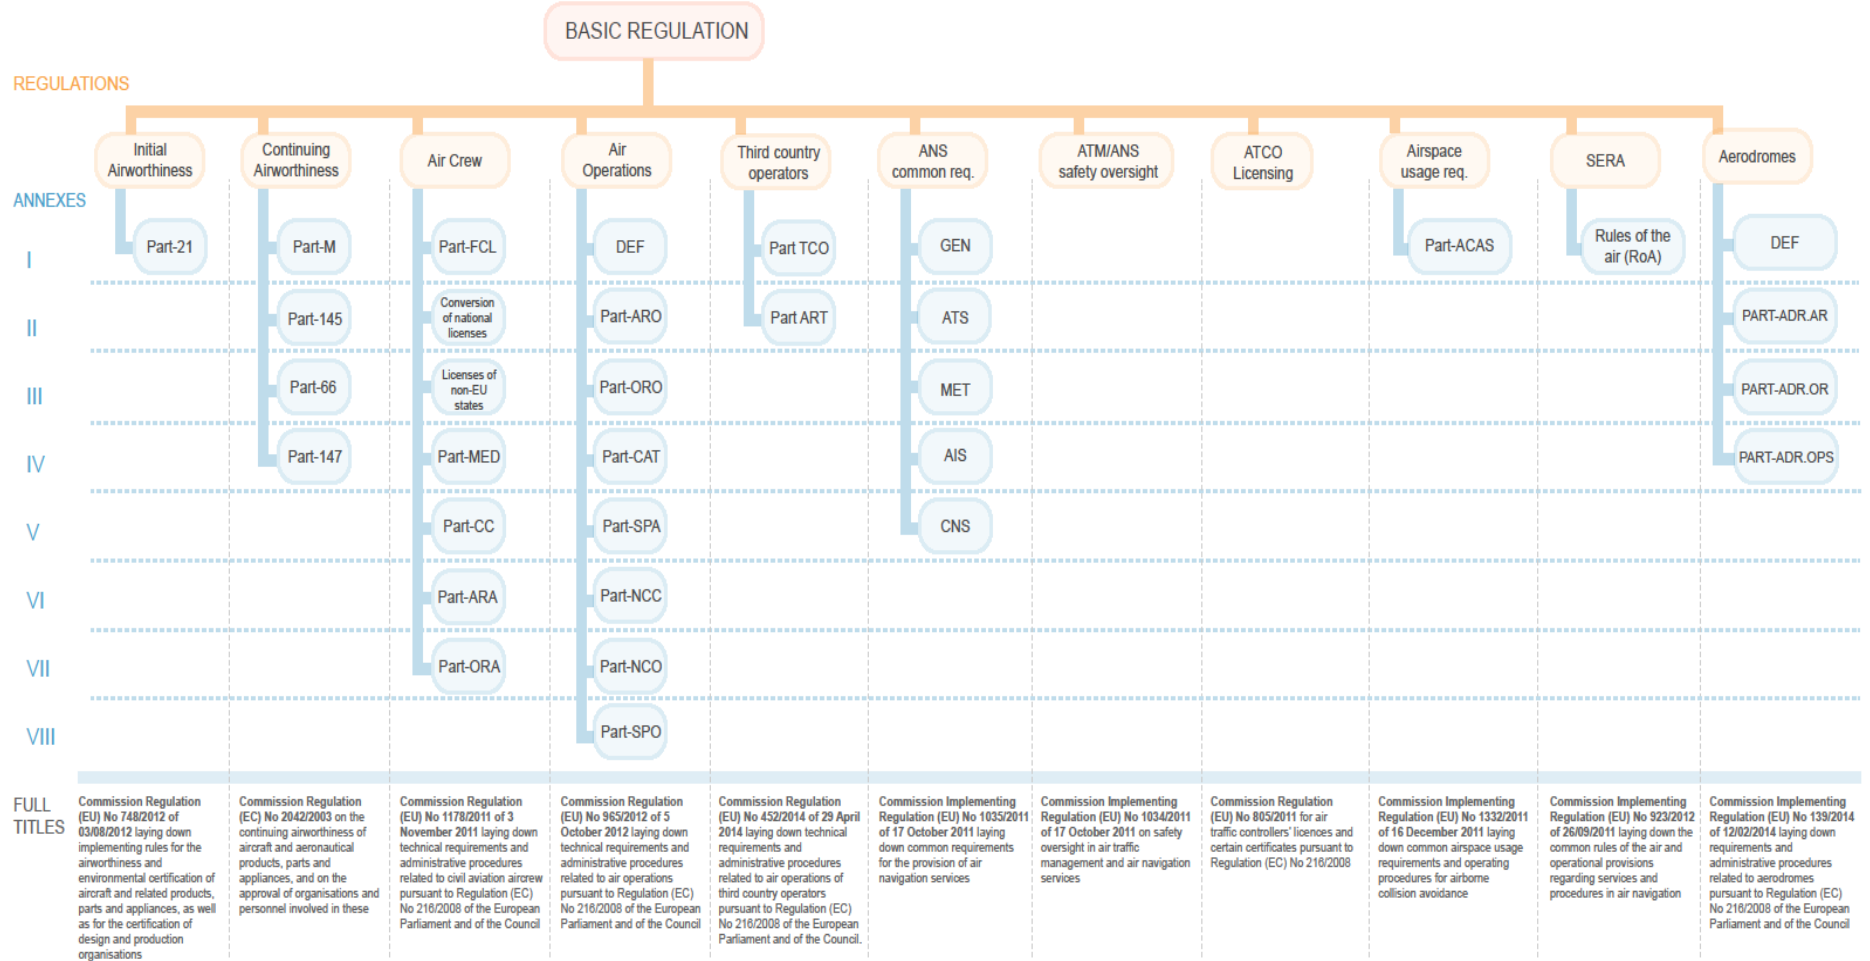 BASIC REGULATION
REGULATIONS
Initial
Airworthiness
Continuing
Airworthiness
Air Crew
Air
Operations
Third country
operators
ANS
common req.
ATM/ANS
safety oversight
ATCO
Licensing
Airspace
usage req.
SERA
Aerodromes
ANNEXES
I
Part-21
Part-M
Part-FCL
DEF
Part TCO
GEN
Part-ACAS
Rules of the
air (RoA)
DEF
II
Part-145
Conversion
of national
licenses
Part-ARO
Part ART
ATS
PART-ADR.AR
III
Part-66
Licenses of
non-EU
states
Part-ORO
MET
PART-ADR.OR
IV
Part-147
Part-MED
Part-CAT
AIS
PART-ADR.OPS
V
Part-CC
Part-SPA
CNS
VI
Part-ARA
Part-NCC
VII
Part-ORA
Part-NCO
VIII
Part-SPO
FULL
TITLES
Commission Regulation
(EU) No 748/2012 of
03/08/2012 laying down
implementing rules for the
airworthiness and
environmental certification of
aircraft and related products,
parts and appliances, as well
as for the certification of
design and production
organisations
Commission Regulation
(EC) No 2042/2003 on the
continuing airworthiness of
aircraft and aeronautical
products, parts and
appliances, and on the
approval of organisations and
personnel involved in these
Commission Regulation
(EU) No 1178/2011 of 3
November 2011 laying down
technical requirements and
administrative procedures
related to civil aviation aircrew
pursuant to Regulation (EC)
No 216/2008 of the European
Parliament and of the Council
Commission Regulation
(EU) No 965/2012 of 5
October 2012 laying down
technical requirements and
administrative procedures
related to air operations
pursuant to Regulation (EC)
No 216/2008 of the European
Parliament and of the Council
Commission Regulation
(EU) No 452/2014 of 29 April
2014 laying down technical
requirements and
administrative procedures
related to air operations of
third country operators
pursuant to Regulation (EC)
No 216/2008 of the European
Parliament and of the Council.
Commission Implementing
Regulation (EU) No 1035/2011
of 17 October 2011 laying
down common requirements
for the provision of air
navigation services
Commission Implementing
Regulation (EU) No 1034/2011
of 17 October 2011 on safety
oversight in air traffic
management and air navigation
services
Commission Regulation
(EU) No 805/2011 for air
traffic controllers' licences and
certain certificates pursuant to
Regulation (EC) No 216/2008
Commission Implementing
Regulation (EU) No 1332/2011
of 16 December 2011 laying
down common airspace usage
requirements and operating
procedures for airborne
collision avoidance
Commission Implementing
Regulation (EU) No 923/2012
of 26/09/2011 laying down the
common rules of the air and
operational provisions
regarding services and
procedures in air navigation
Commission Implementing
Regulation (EU) No 139/2014
of 12/02/2014 laying down
requirements and
administrative procedures
related to aerodromes
pursuant to Regulation (EC)
No 216/2008 of the European
Parliament and of the Council